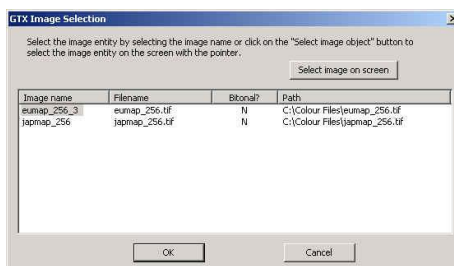 GTX Image Selection
Select the image entity by selecting the image name or click on the "Select image object" button to
select the image entity on the screen with the pointer.
Select image on screen
Image name Filename Bitonal? Path
eumap_256_3 eumap_256.tif N C:\Colour Files\eumap_256.tif
japmap_256 japmap_256.tif N C:\Colour Files\japmap_256.tif
OK Cancel